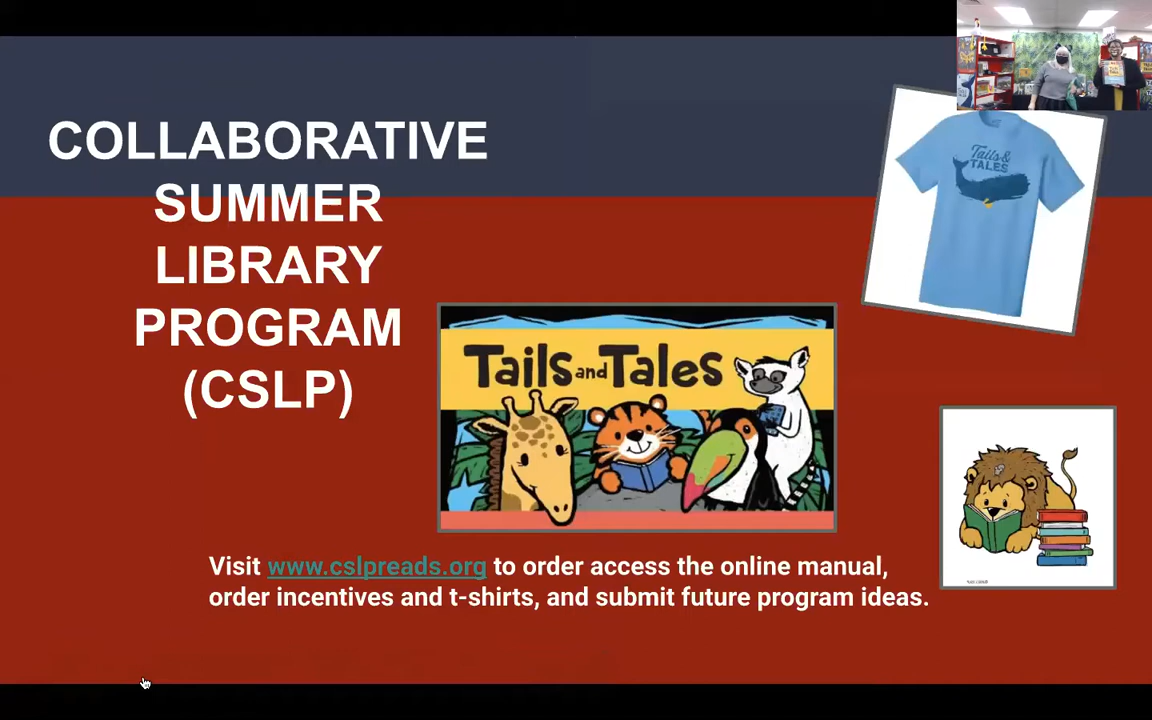 COLLABORATIVE
SUMMER
LIBRARY
PROGRAM
(CSLP)
Tails &
TALES
Tails and Tales
Visit www.cslpreads.org to order access the online manual,
order incentives and t-shirts, and submit future program ideas.